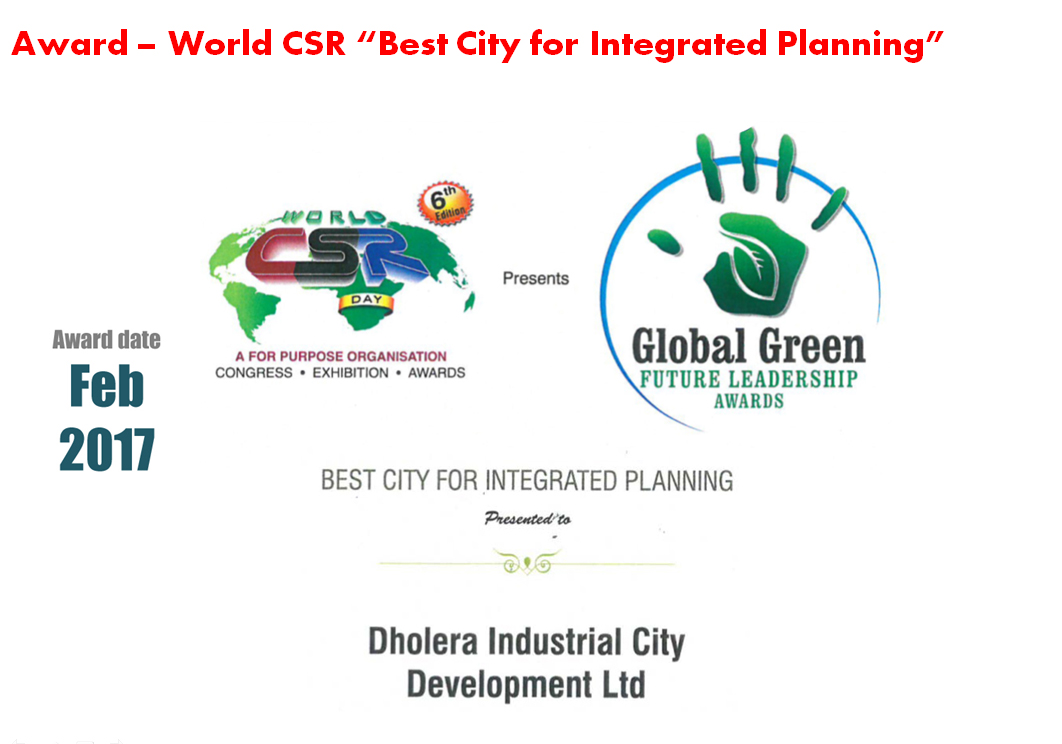 Award – World CSR “Best City for Integrated Planning”
6th
Edition
WORLD
CSR
DAY
A FOR PURPOSE ORGANISATION
CONGRESS • EXHIBITION • AWARDS
Presents
Global Green
FUTURE LEADERSHIP
AWARDS
Award date
Feb
2017
BEST CITY FOR INTEGRATED PLANNING
Presented to
Dholera Industrial City
Development Ltd